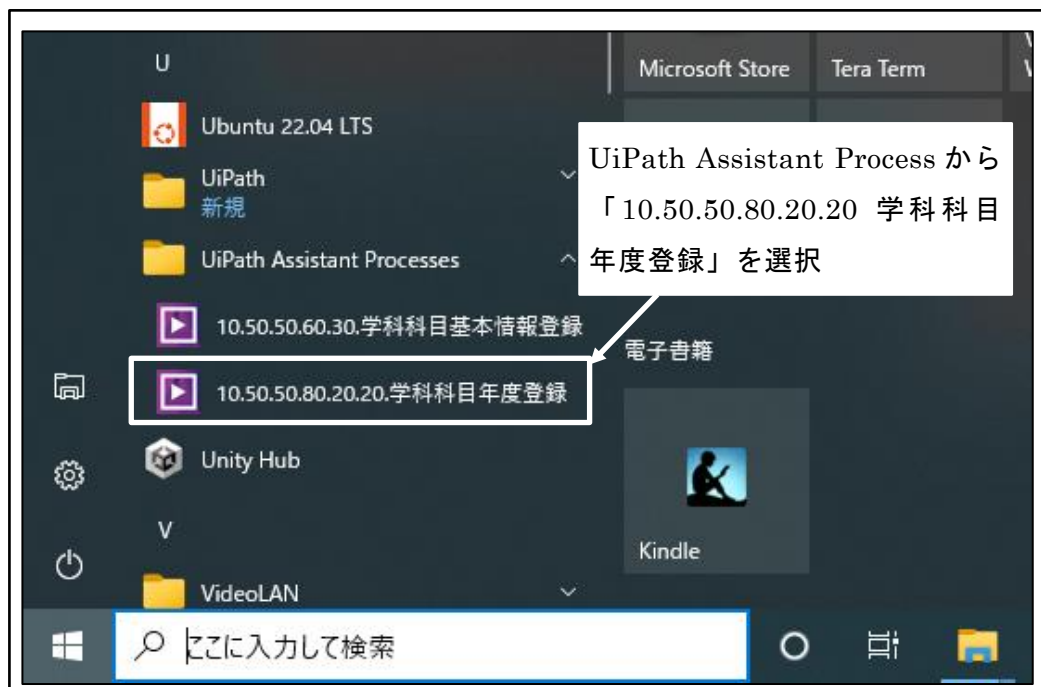 U
Ubuntu 22.04 LTS
UiPath
新規
UiPath Assistant Processes
10.50.50.60.30.学科科目基本情報登録
10.50.50.80.20.20.学科科目年度登録
Unity Hub
V
VideoLAN
ここに入力して検索
Microsoft Store
Tera Term
UiPath Assistant Process から
「10.50.50.80.20.20 学科科目
年度登録」を選択
電子書籍
Kindle